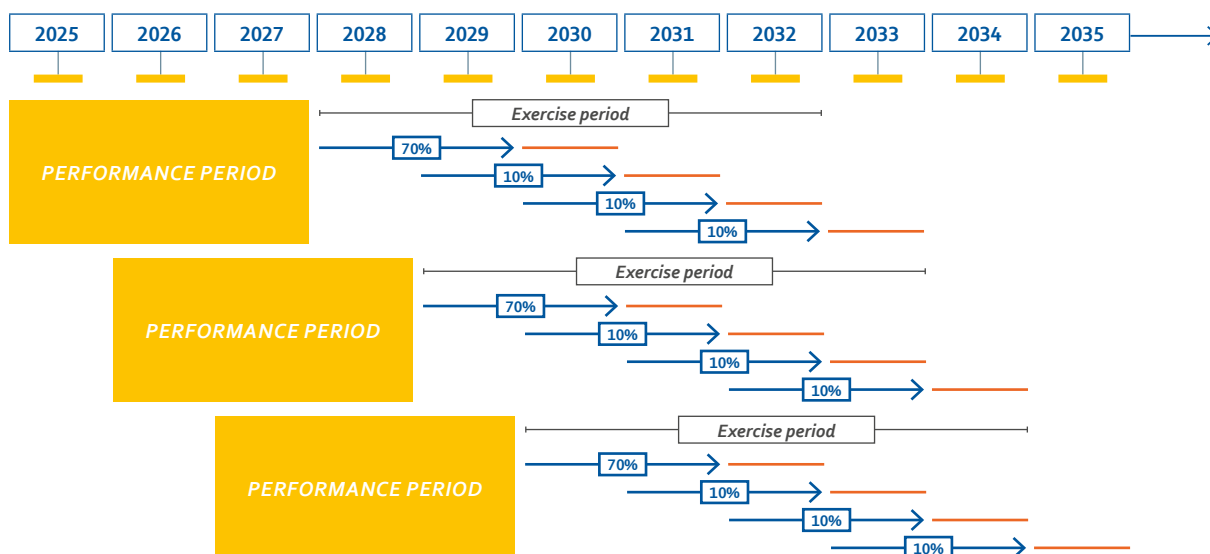 2025 2026 2027 2028 2029 2030 2031 2032 2033 2034 2035
Exercise period
70%
PERFORMANCE PERIOD
10%
10%
10%
Exercise period
70%
PERFORMANCE PERIOD
10%
10%
10%
Exercise period
70%
PERFORMANCE PERIOD
10%
10%
10%